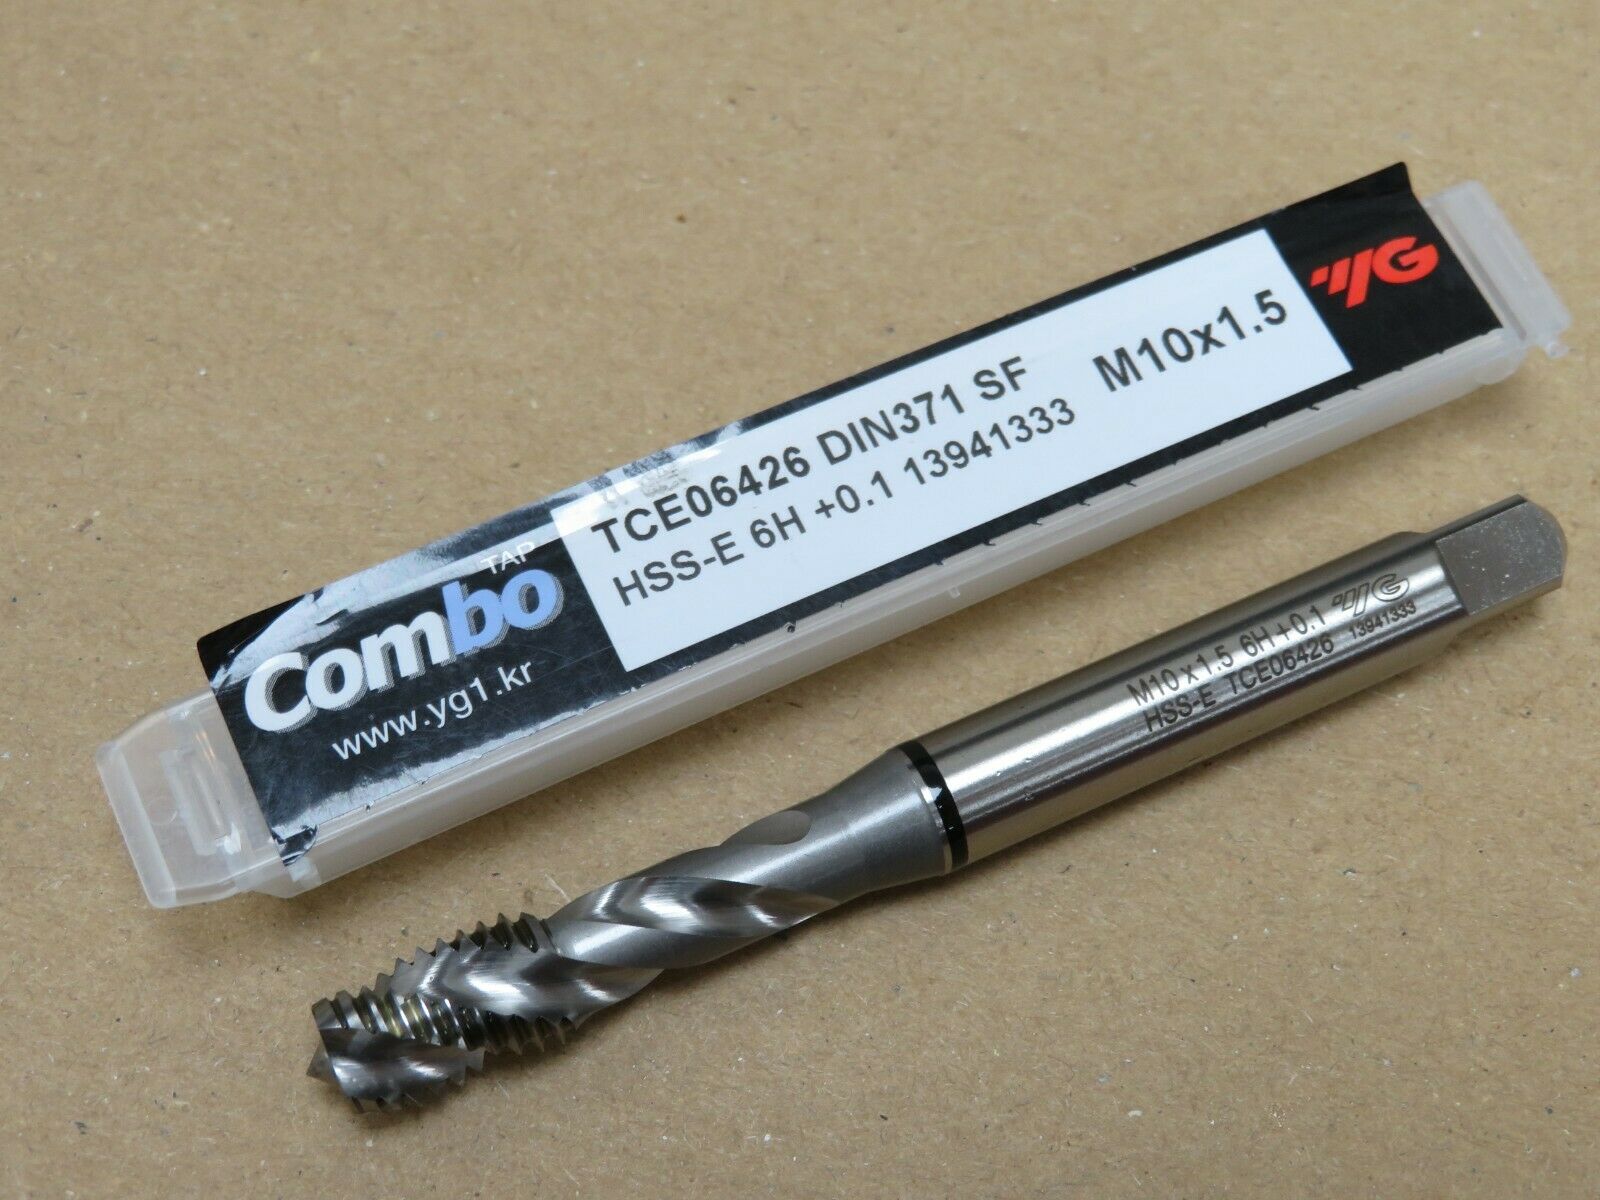 YG
TCE06426 DIN371 SF
HSS-E 6H +0.1 13941333
M10x1.5
TAP
Combo
www.yg1.kr
M10x1.5 6H +0.1 YG
HSS-E TCE06426 13941333